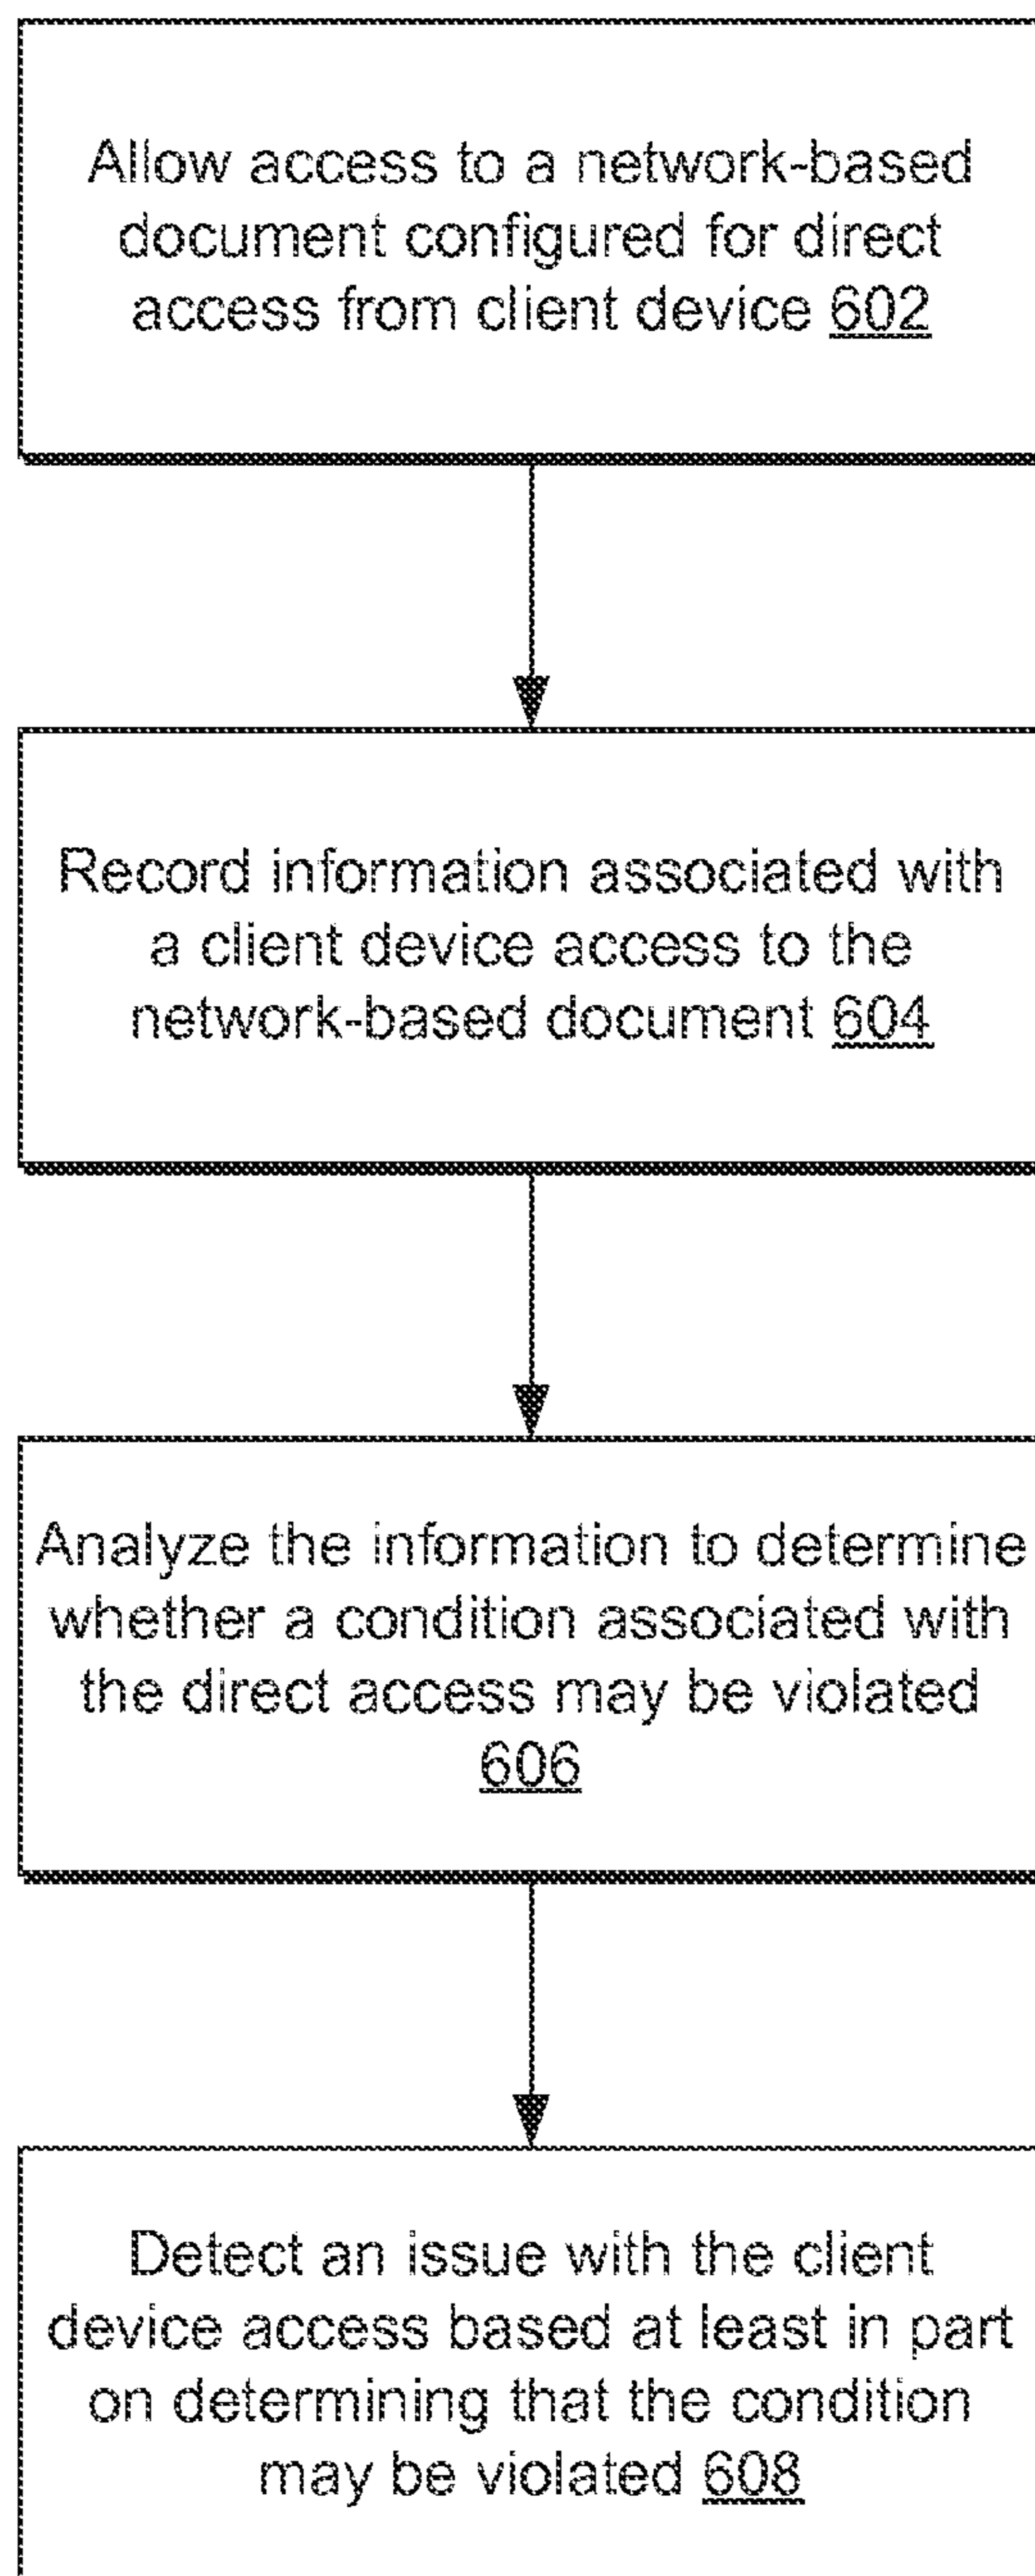 Allow access to a network-based
document configured for direct
access from client device 602
Record information associated with
a client device access to the
network-based document 604
Analyze the information to determine
whether a condition associated with
the direct access may be violated
606
Detect an issue with the client
device access based at least in part
on determining that the condition
may be violated 608